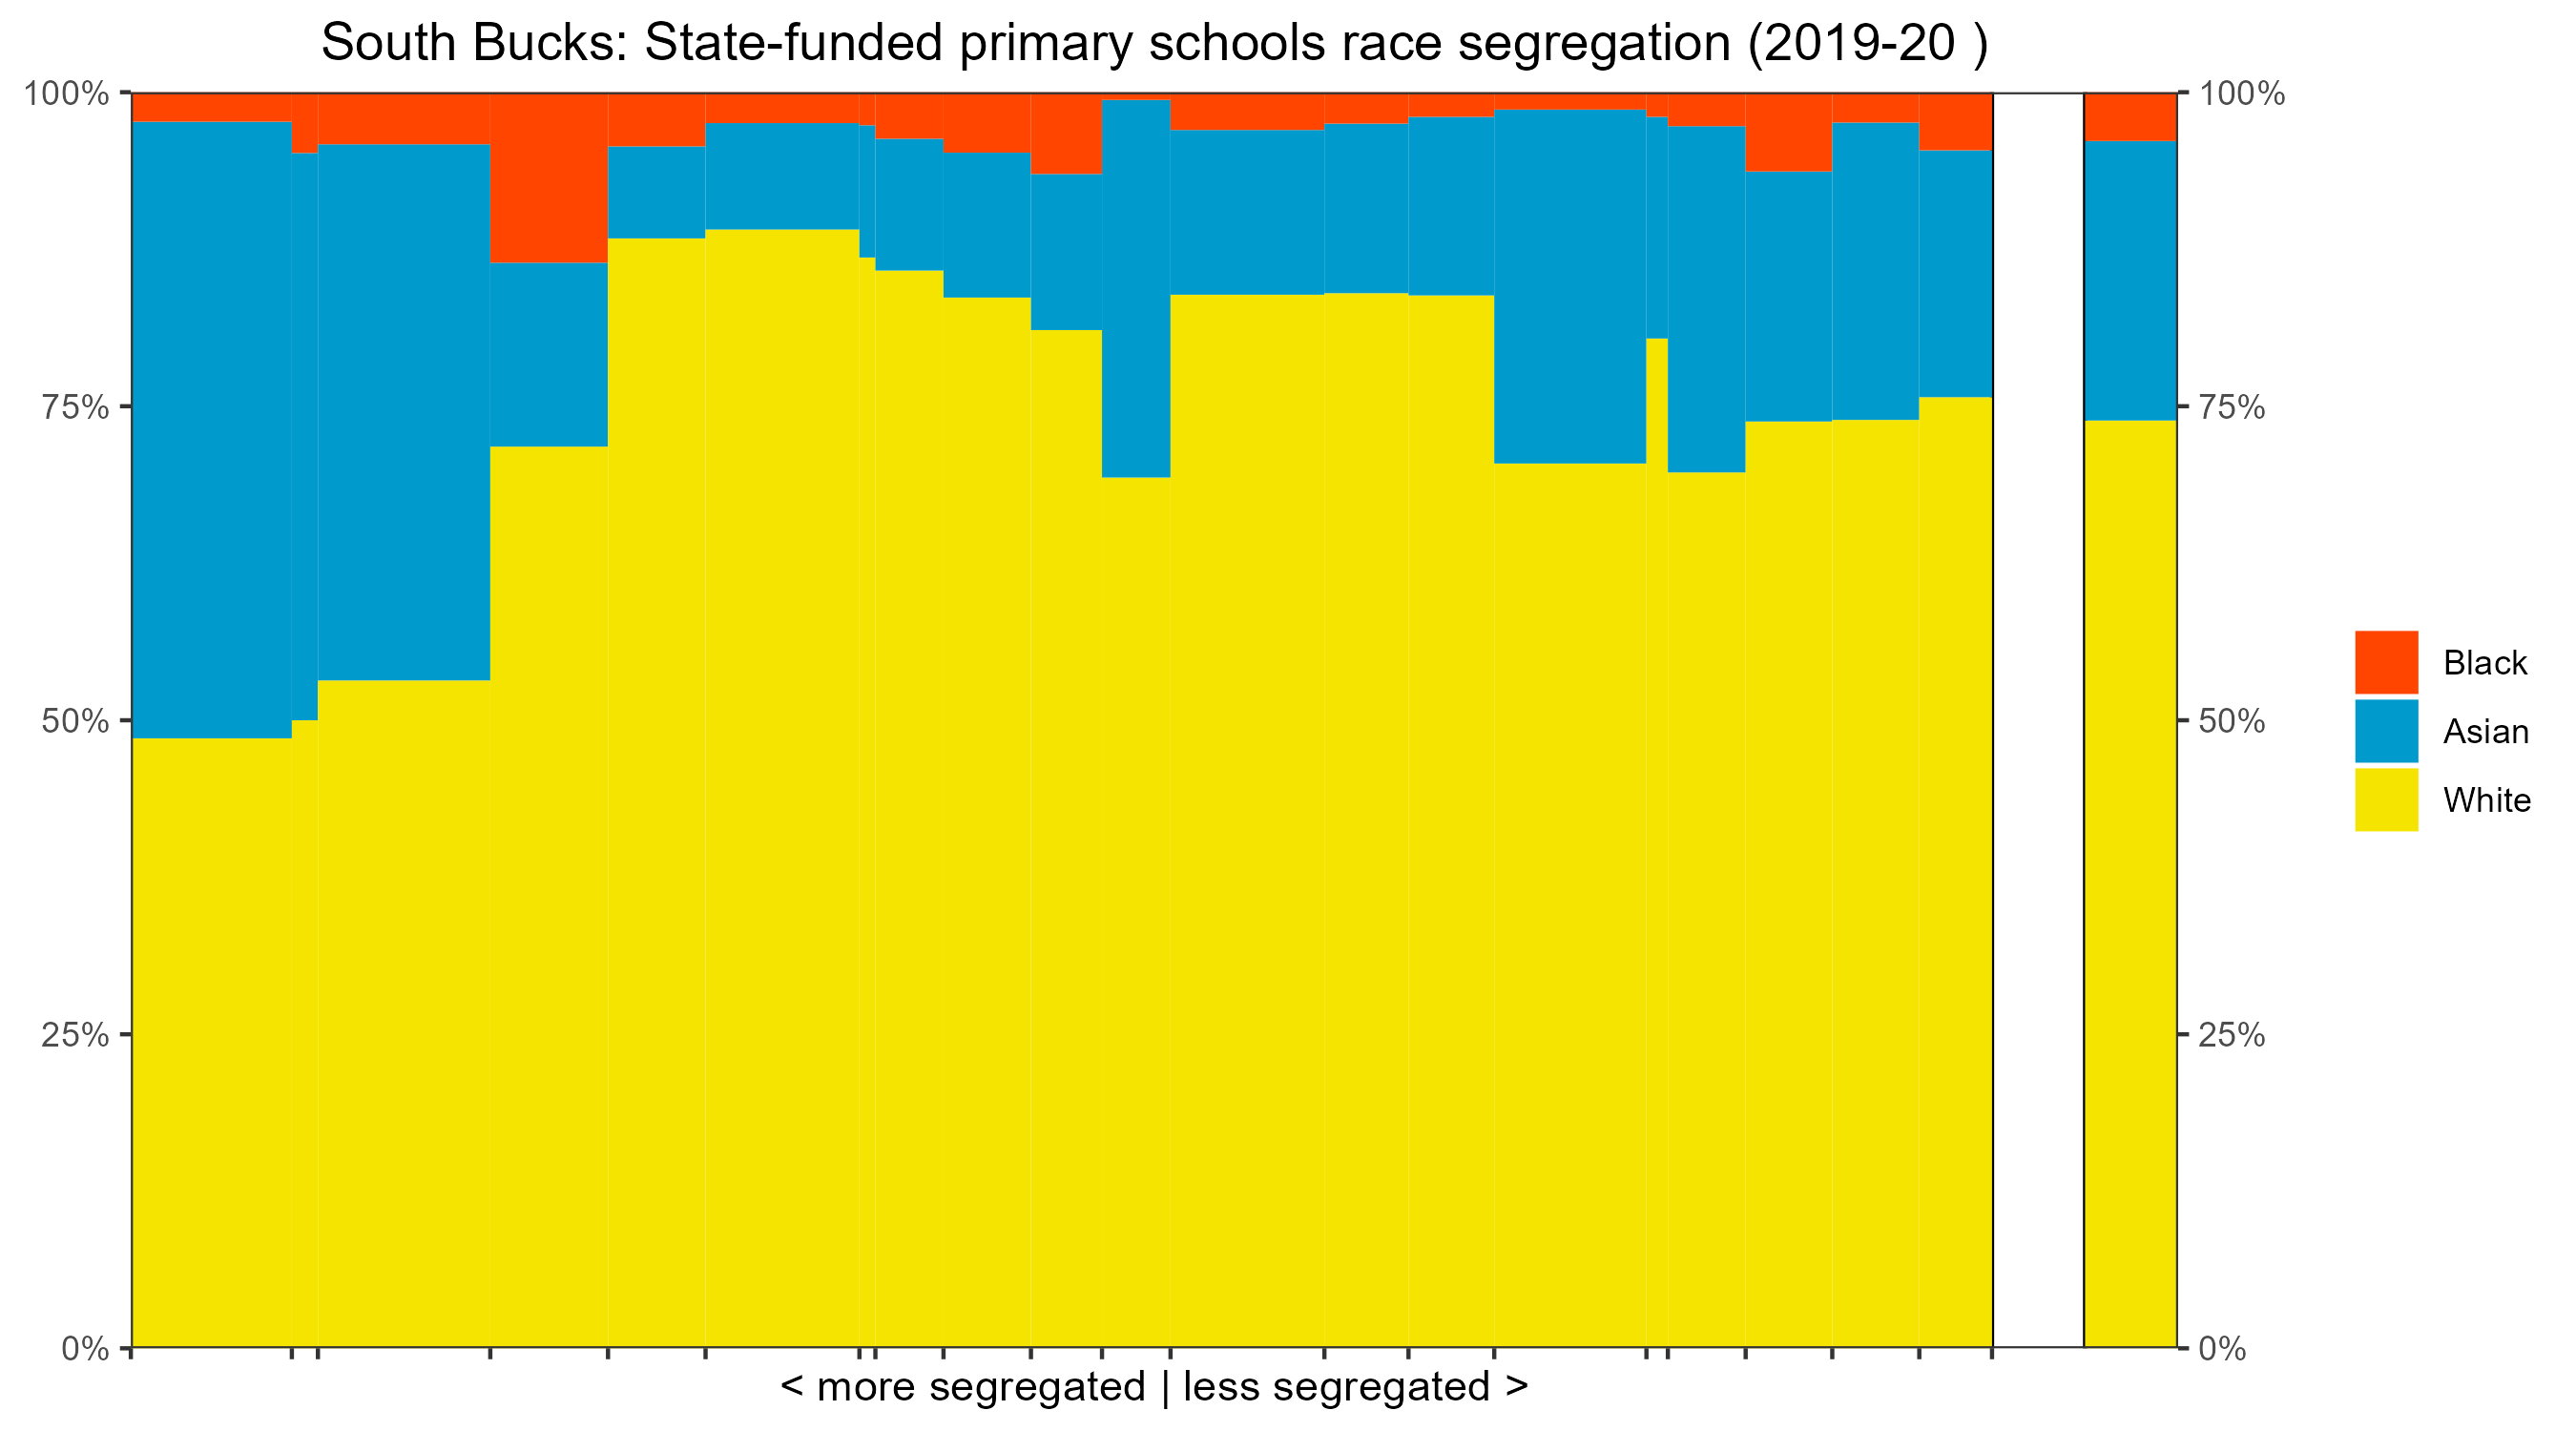 South Bucks: State-funded primary schools race segregation (2019-20 )
100%
75%
50%
25%
0%
100%
75%
50%
25%
0%
Black
Asian
White
< more segregated | less segregated >